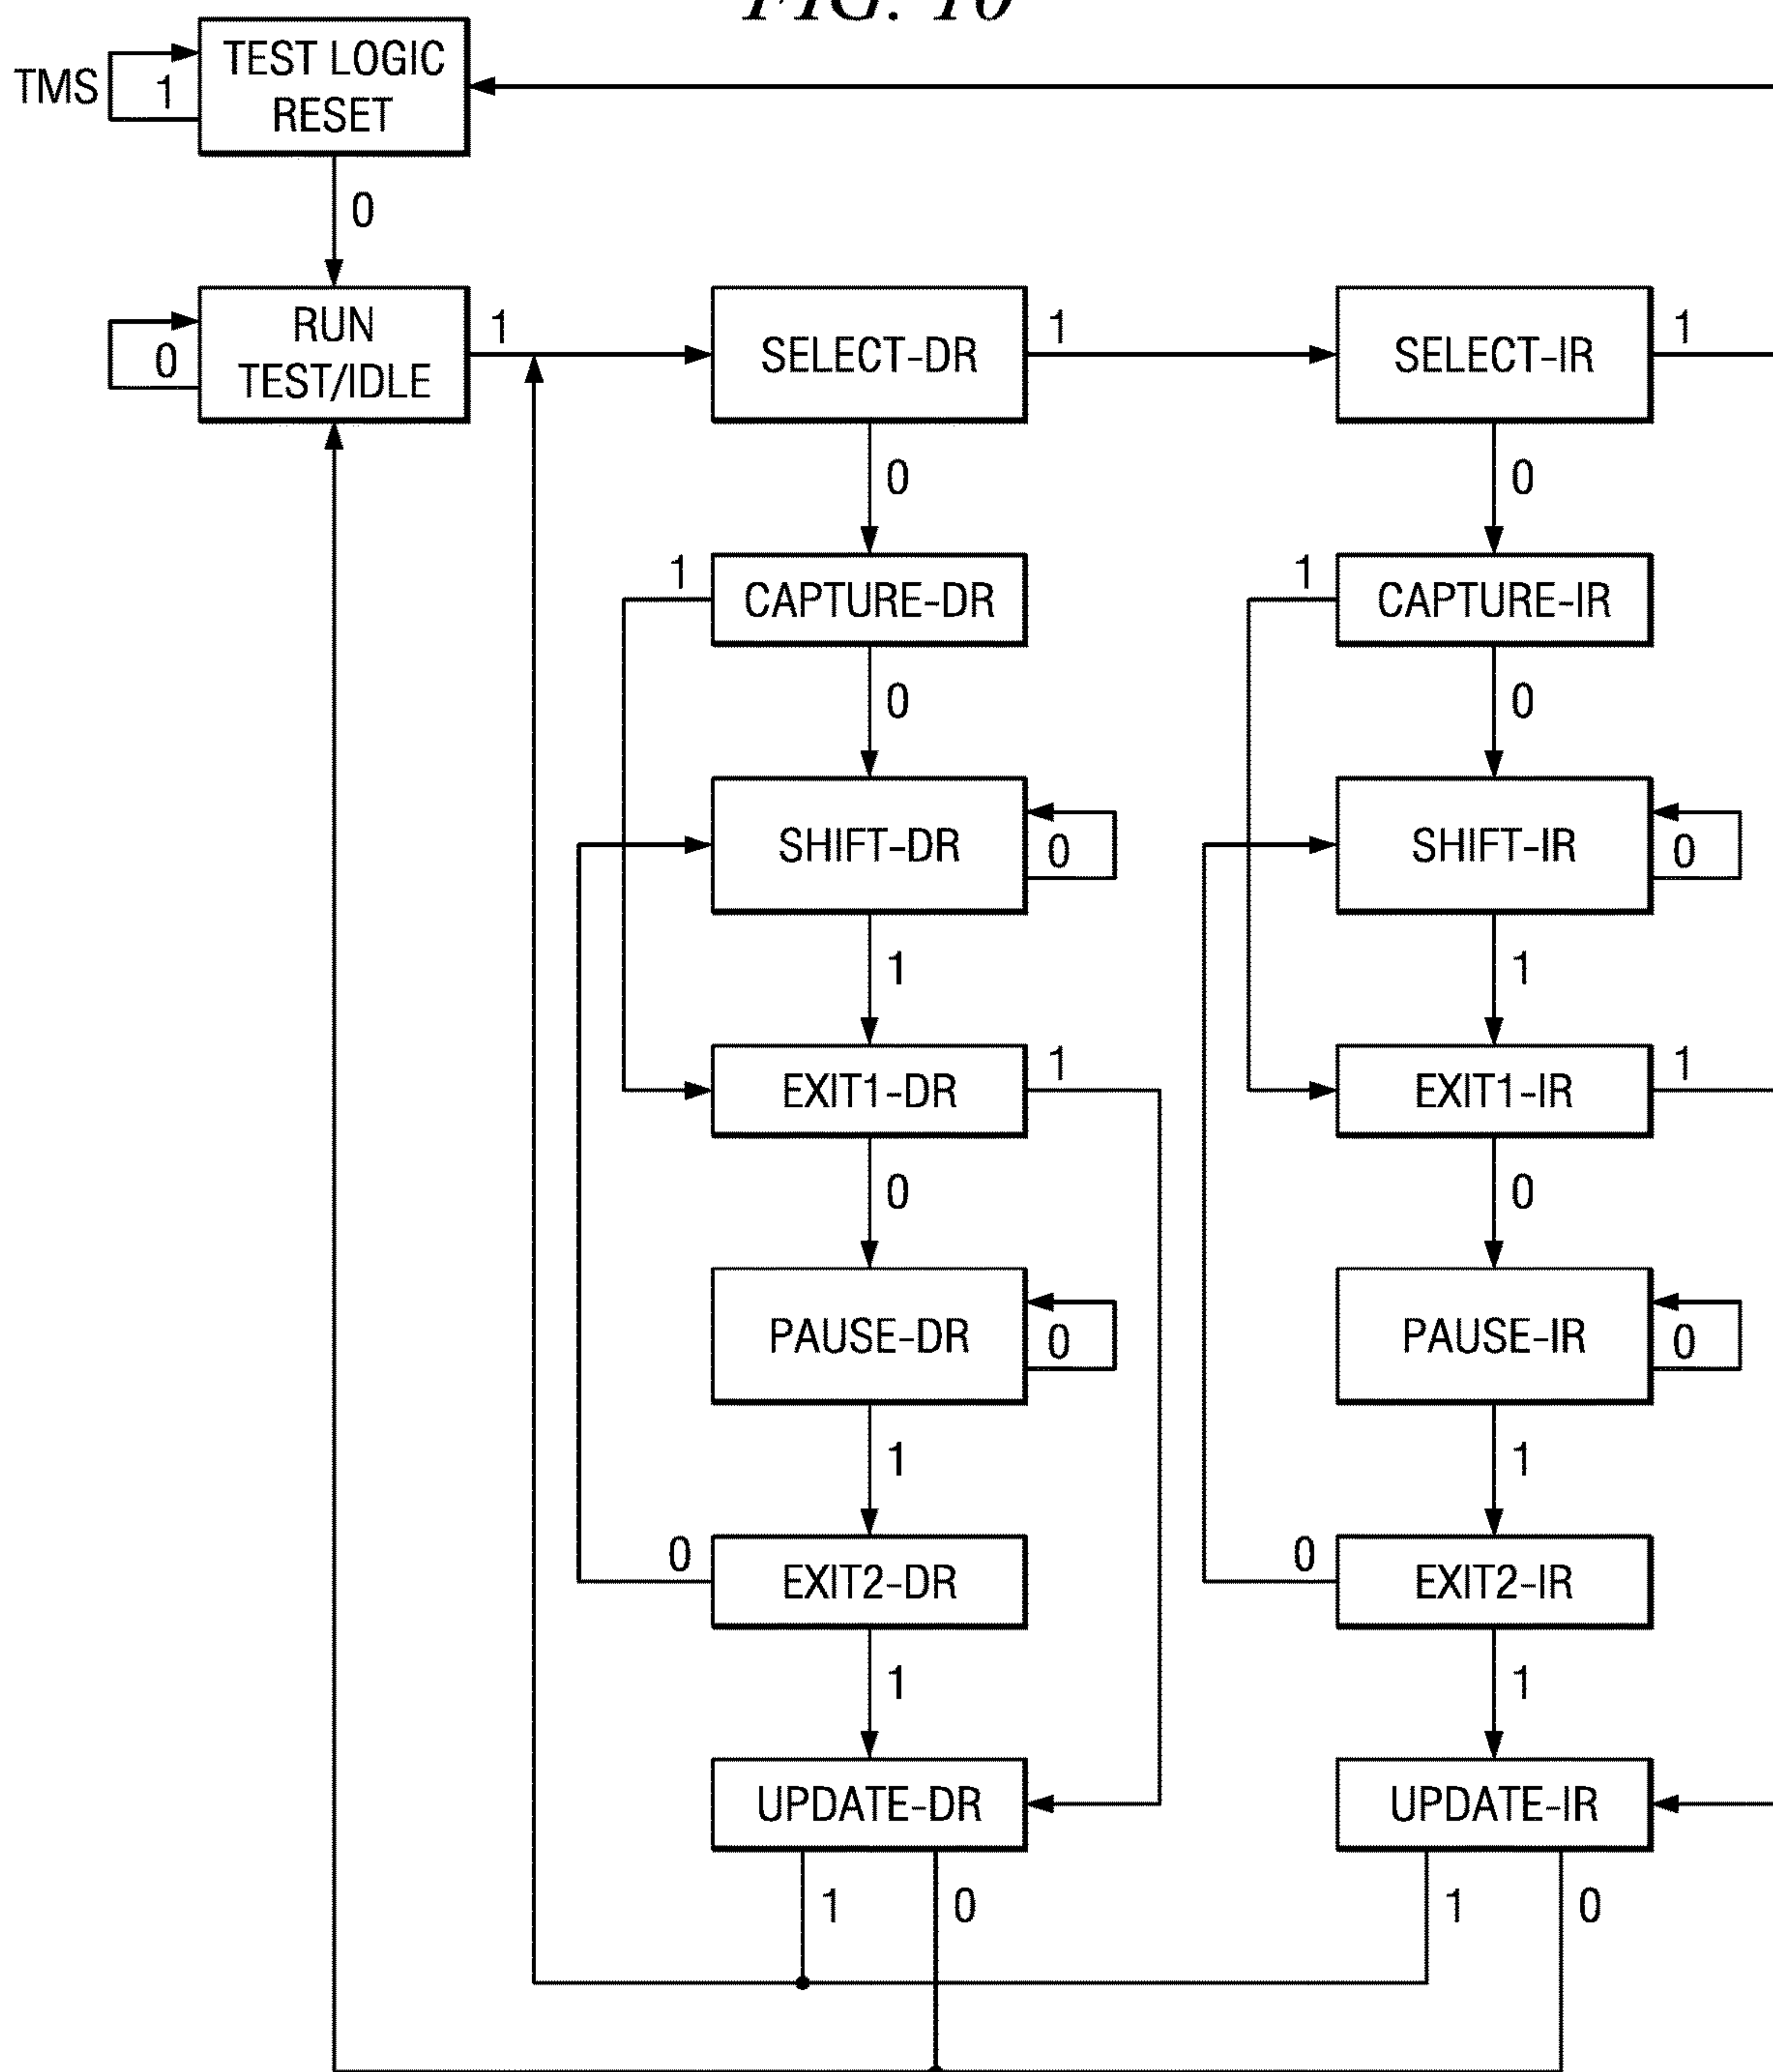 FIG. 10
TMS
1
TEST LOGIC
RESET
0
RUN
TEST/IDLE
0
1
SELECT-DR
1
SELECT-IR
1
0
0
1
CAPTURE-DR
1
CAPTURE-IR
0
0
SHIFT-DR
0
SHIFT-IR
0
1
1
EXIT1-DR
1
EXIT1-IR
1
0
0
PAUSE-DR
0
PAUSE-IR
0
1
1
0
EXIT2-DR
0
EXIT2-IR
1
1
UPDATE-DR
UPDATE-IR
1
0
1
0